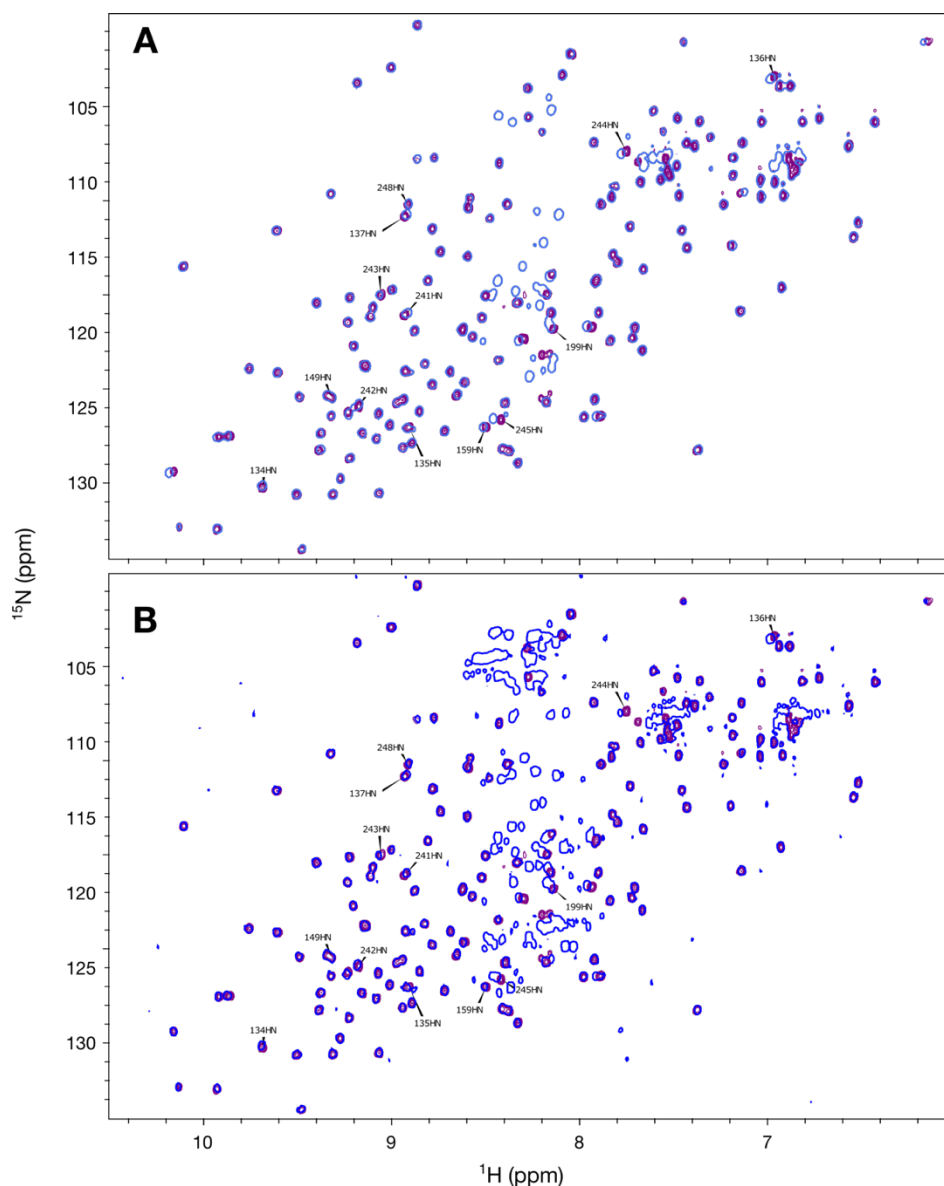 A
136HN
105
244HN
110
248HN
137HN
115
243HN
241HN
120
199HN
149HN
242HN
125
245HN
159HN
135HN
134HN
130
15N (ppm)
B
136HN
105
244HN
110
248HN
137HN
115
243HN
241HN
120
199HN
149HN
242HN
125
245HN
159HN
135HN
134HN
130
10
9
8
7
1H (ppm)